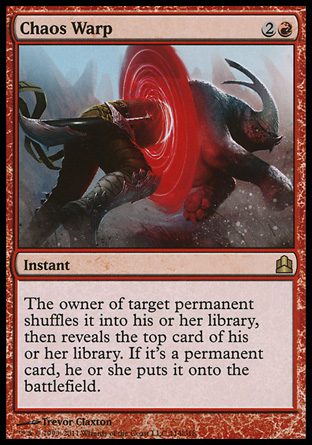 Chaos Warp 2
Instant
The owner of target permanent
shuffles it into his or her library,
then reveals the top card of his
or her library. If it's a permanent
card, he or she puts it onto the
battlefield.
Trevor Claxton